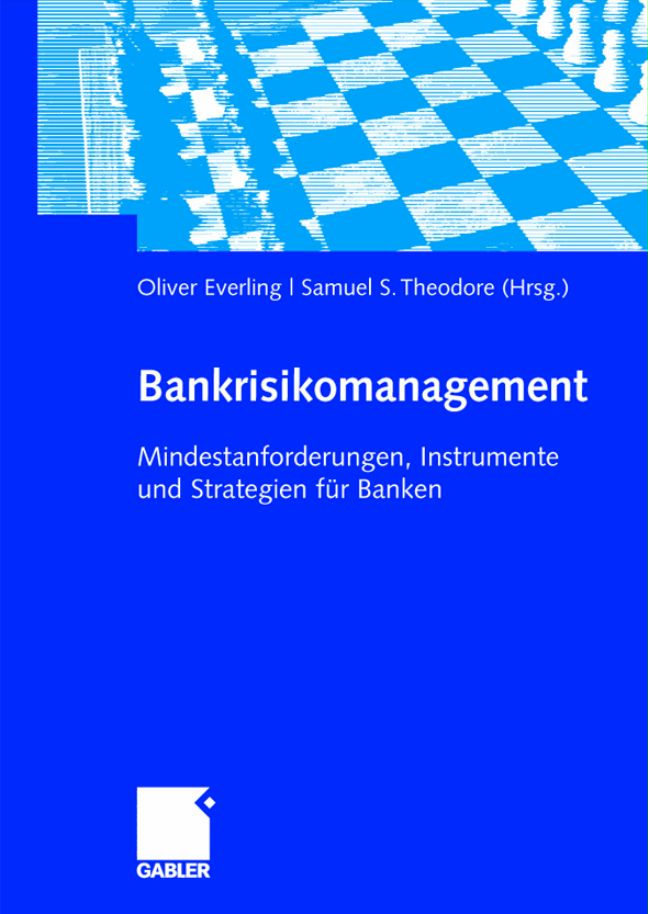 Oliver Everling | Samuel S. Theodore (Hrsg.)
Bankrisikomanagement
Mindestanforderungen, Instrumente
und Strategien für Banken
GABLER